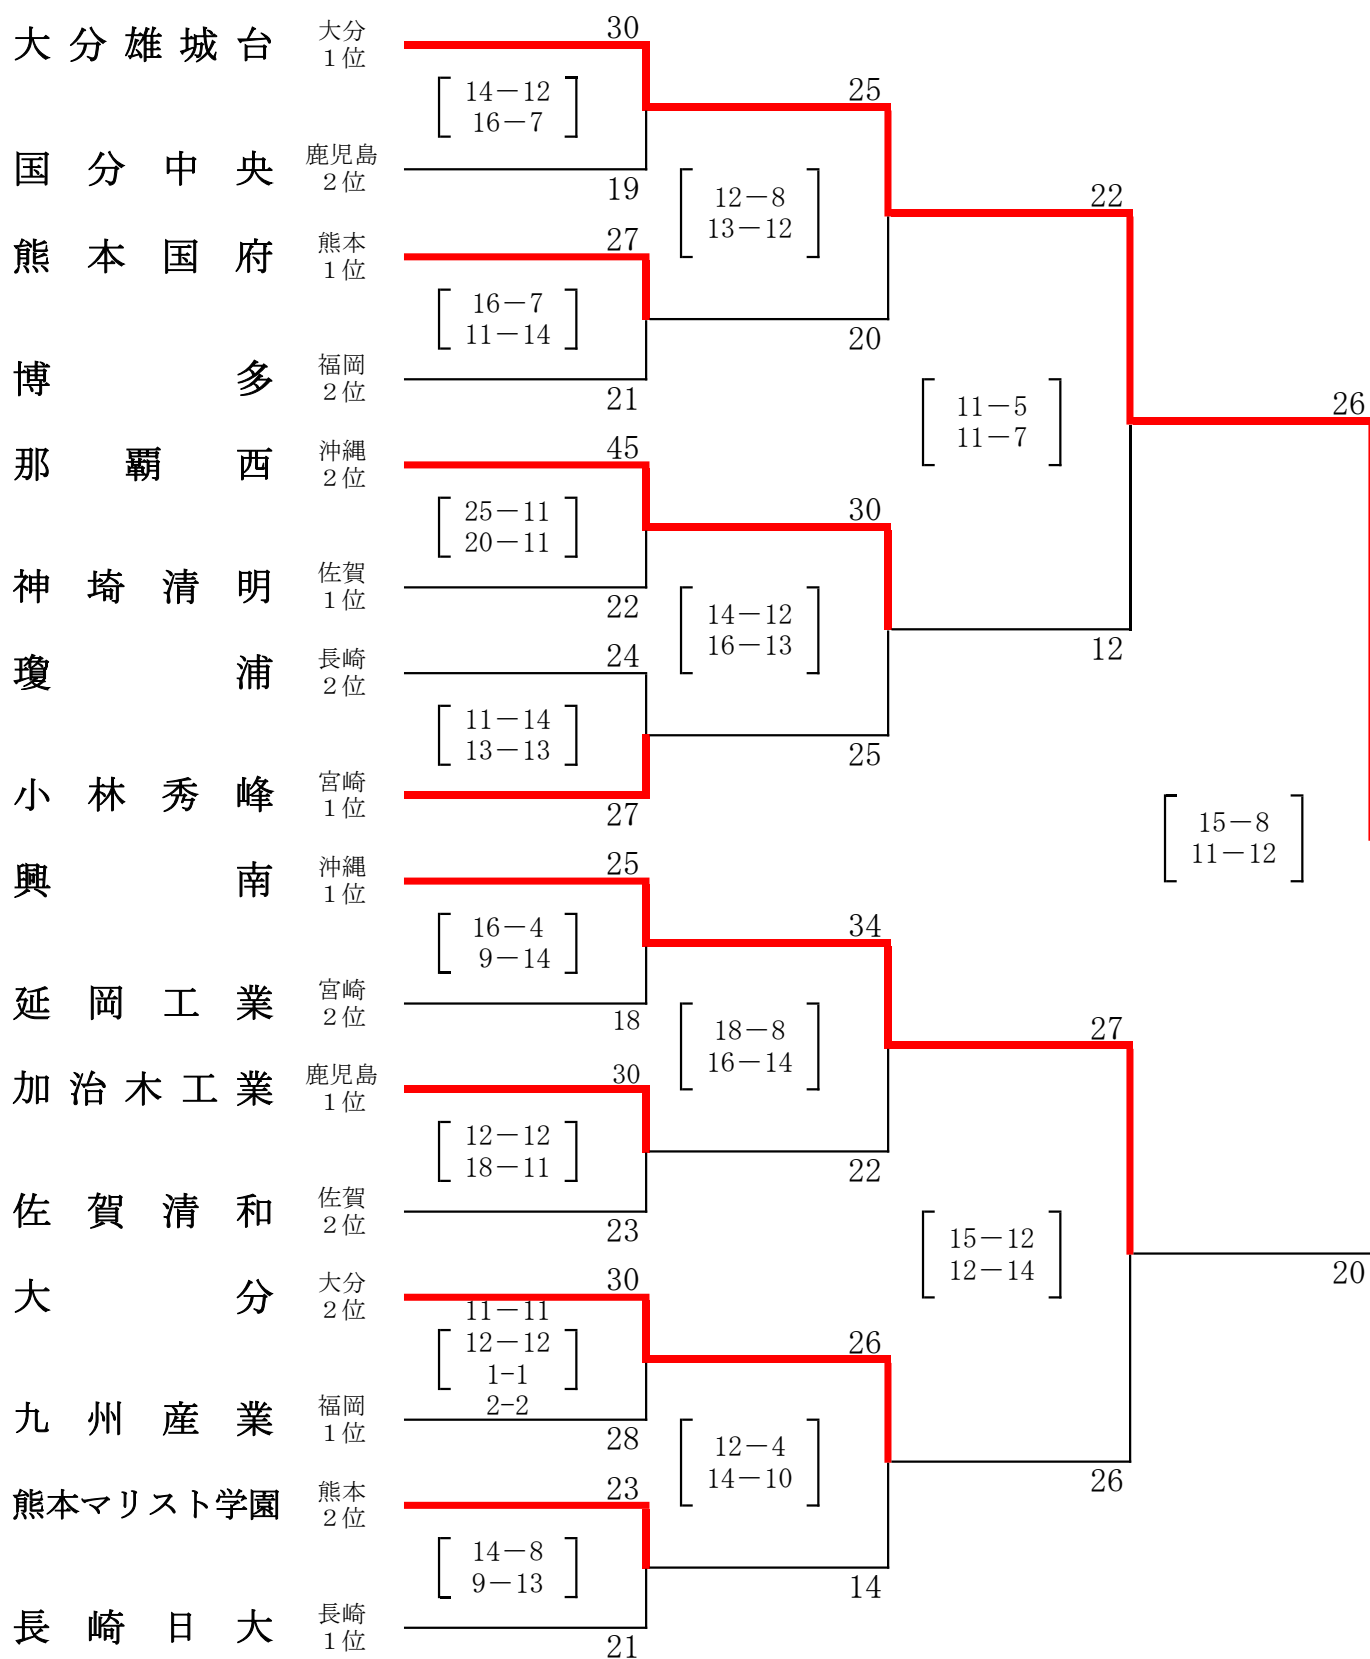 大分雄城台 大分 1位 30
14－12
16－7
国分中央 鹿児島 2位 19
25
12－8
13－12
熊本国府 熊本 1位 27
16－7
11－14
博多 福岡 2位 21
20
22
11－5
11－7
那覇西 沖縄 2位 45
25－11
20－11
神埼清明 佐賀 1位 22
30
14－12
16－13
瓊浦 長崎 2位 24
11－14
13－13
小林秀峰 宮崎 1位 27
25
12
26
15－8
11－12
興南 沖縄 1位 25
16－4
9－14
延岡工業 宮崎 2位 18
34
18－8
16－14
加治木工業 鹿児島 1位 30
12－12
18－11
佐賀清和 佐賀 2位 23
22
27
15－12
12－14
20
大分 大分 2位 30
11－11
12－12
1-1
2-2
九州産業 福岡 1位 28
26
12－4
14－10
熊本マリスト学園 熊本 2位 23
14－8
9－13
長崎日大 長崎 1位 21
14
26